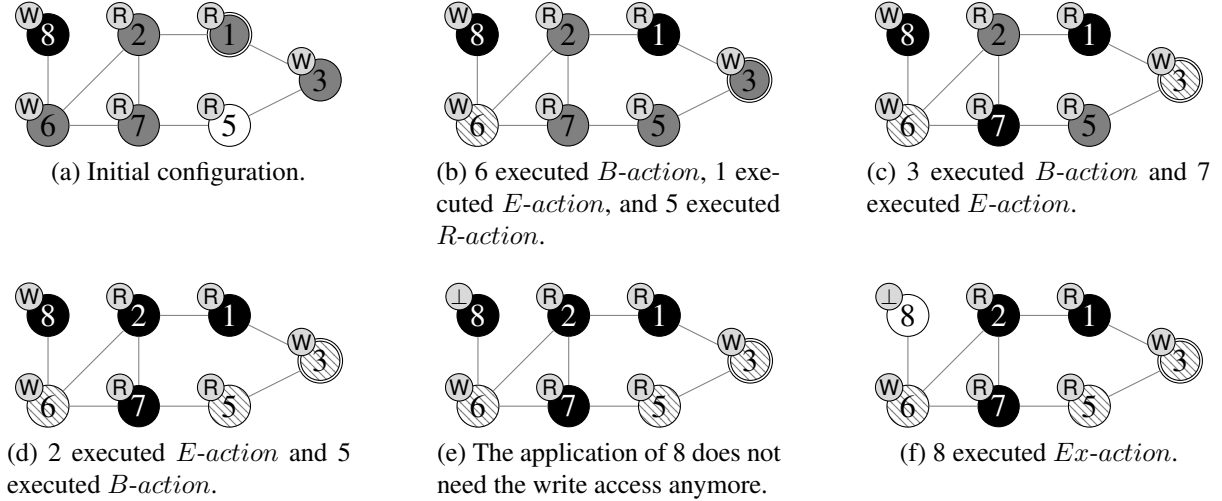 W R R
8 2 1
W
3
W R R
6 7 5
(a) Initial configuration.
W R R
8 2 1
W
3
W R R
6 7 5
(b) 6 executed B-action, 1 exe-
cuted E-action, and 5 executed
R-action.
W R R
8 2 1
W
3
W R R
6 7 5
(c) 3 executed B-action and 7
executed E-action.
W R R
8 2 1
W
3
W R R
6 7 5
(d) 2 executed E-action and 5
executed B-action.
⊥ R R
8 2 1
W
3
W R R
6 7 5
(e) The application of 8 does not
need the write access anymore.
⊥ R R
8 2 1
W
3
W R R
6 7 5
(f) 8 executed Ex-action.